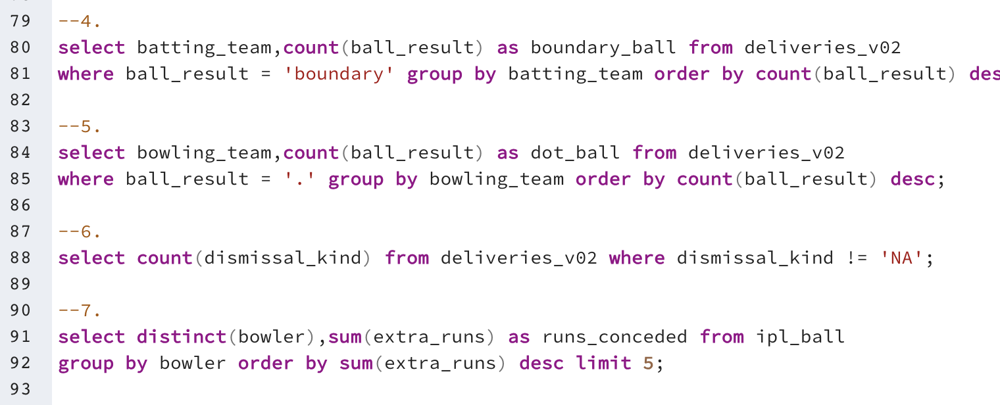 79 --4.
80 select batting_team,count(ball_result) as boundary_ball from deliveries_v02
81 where ball_result = 'boundary' group by batting_team order by count(ball_result) des
82
83 --5.
84 select bowling_team,count(ball_result) as dot_ball from deliveries_v02
85 where ball_result = '.' group by bowling_team order by count(ball_result) desc;
86
87 --6.
88 select count(dismissal_kind) from deliveries_v02 where dismissal_kind != 'NA';
89
90 --7.
91 select distinct(bowler),sum(extra_runs) as runs_conceded from ipl_ball
92 group by bowler order by sum(extra_runs) desc limit 5;
93